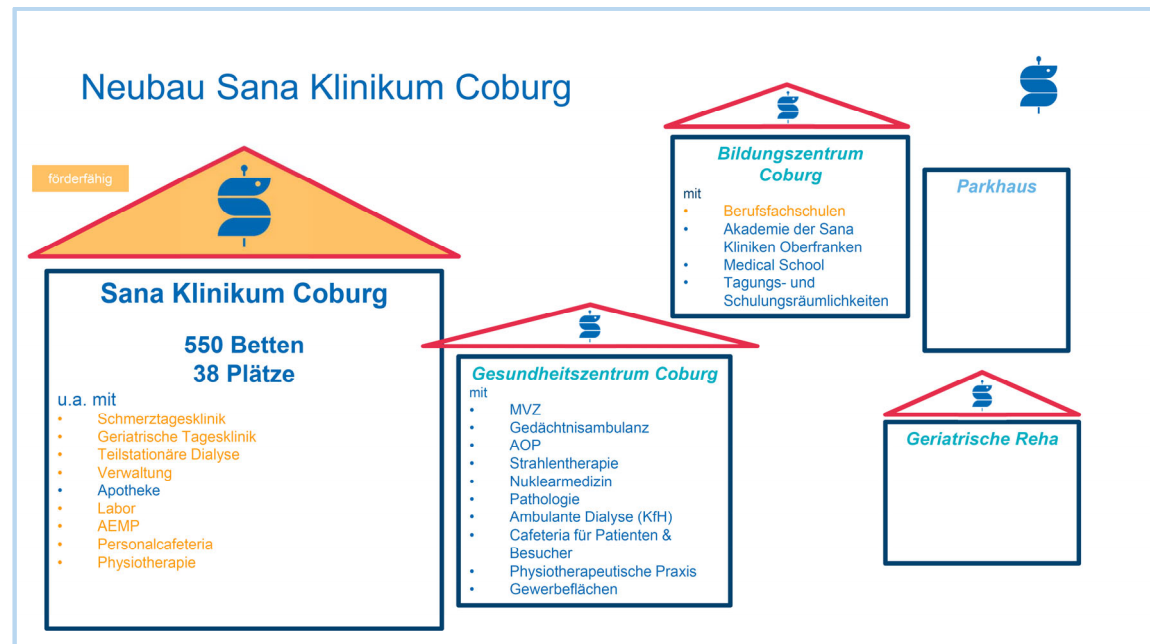 Neubau Sana Klinikum Coburg
förderfähig
Sana Klinikum Coburg
550 Betten
38 Plätze
u.a. mit
• Schmerztagesklinik
• Geriatrische Tagesklinik
• Teilstationäre Dialyse
• Verwaltung
• Apotheke
• Labor
• AEMP
• Personalcafeteria
• Physiotherapie
Gesundheitszentrum Coburg
mit
• MVZ
• Gedächtnisambulanz
• AOP
• Strahlentherapie
• Nuklearmedizin
• Pathologie
• Ambulante Dialyse (KfH)
• Cafeteria für Patienten &
Besucher
• Physiotherapeutische Praxis
• Gewerbeflächen
Bildungszentrum
Coburg
mit
• Berufsfachschulen
• Akademie der Sana
Kliniken Oberfranken
• Medical School
• Tagungs- und
Schulungsräumlichkeiten
Parkhaus
Geriatrische Reha